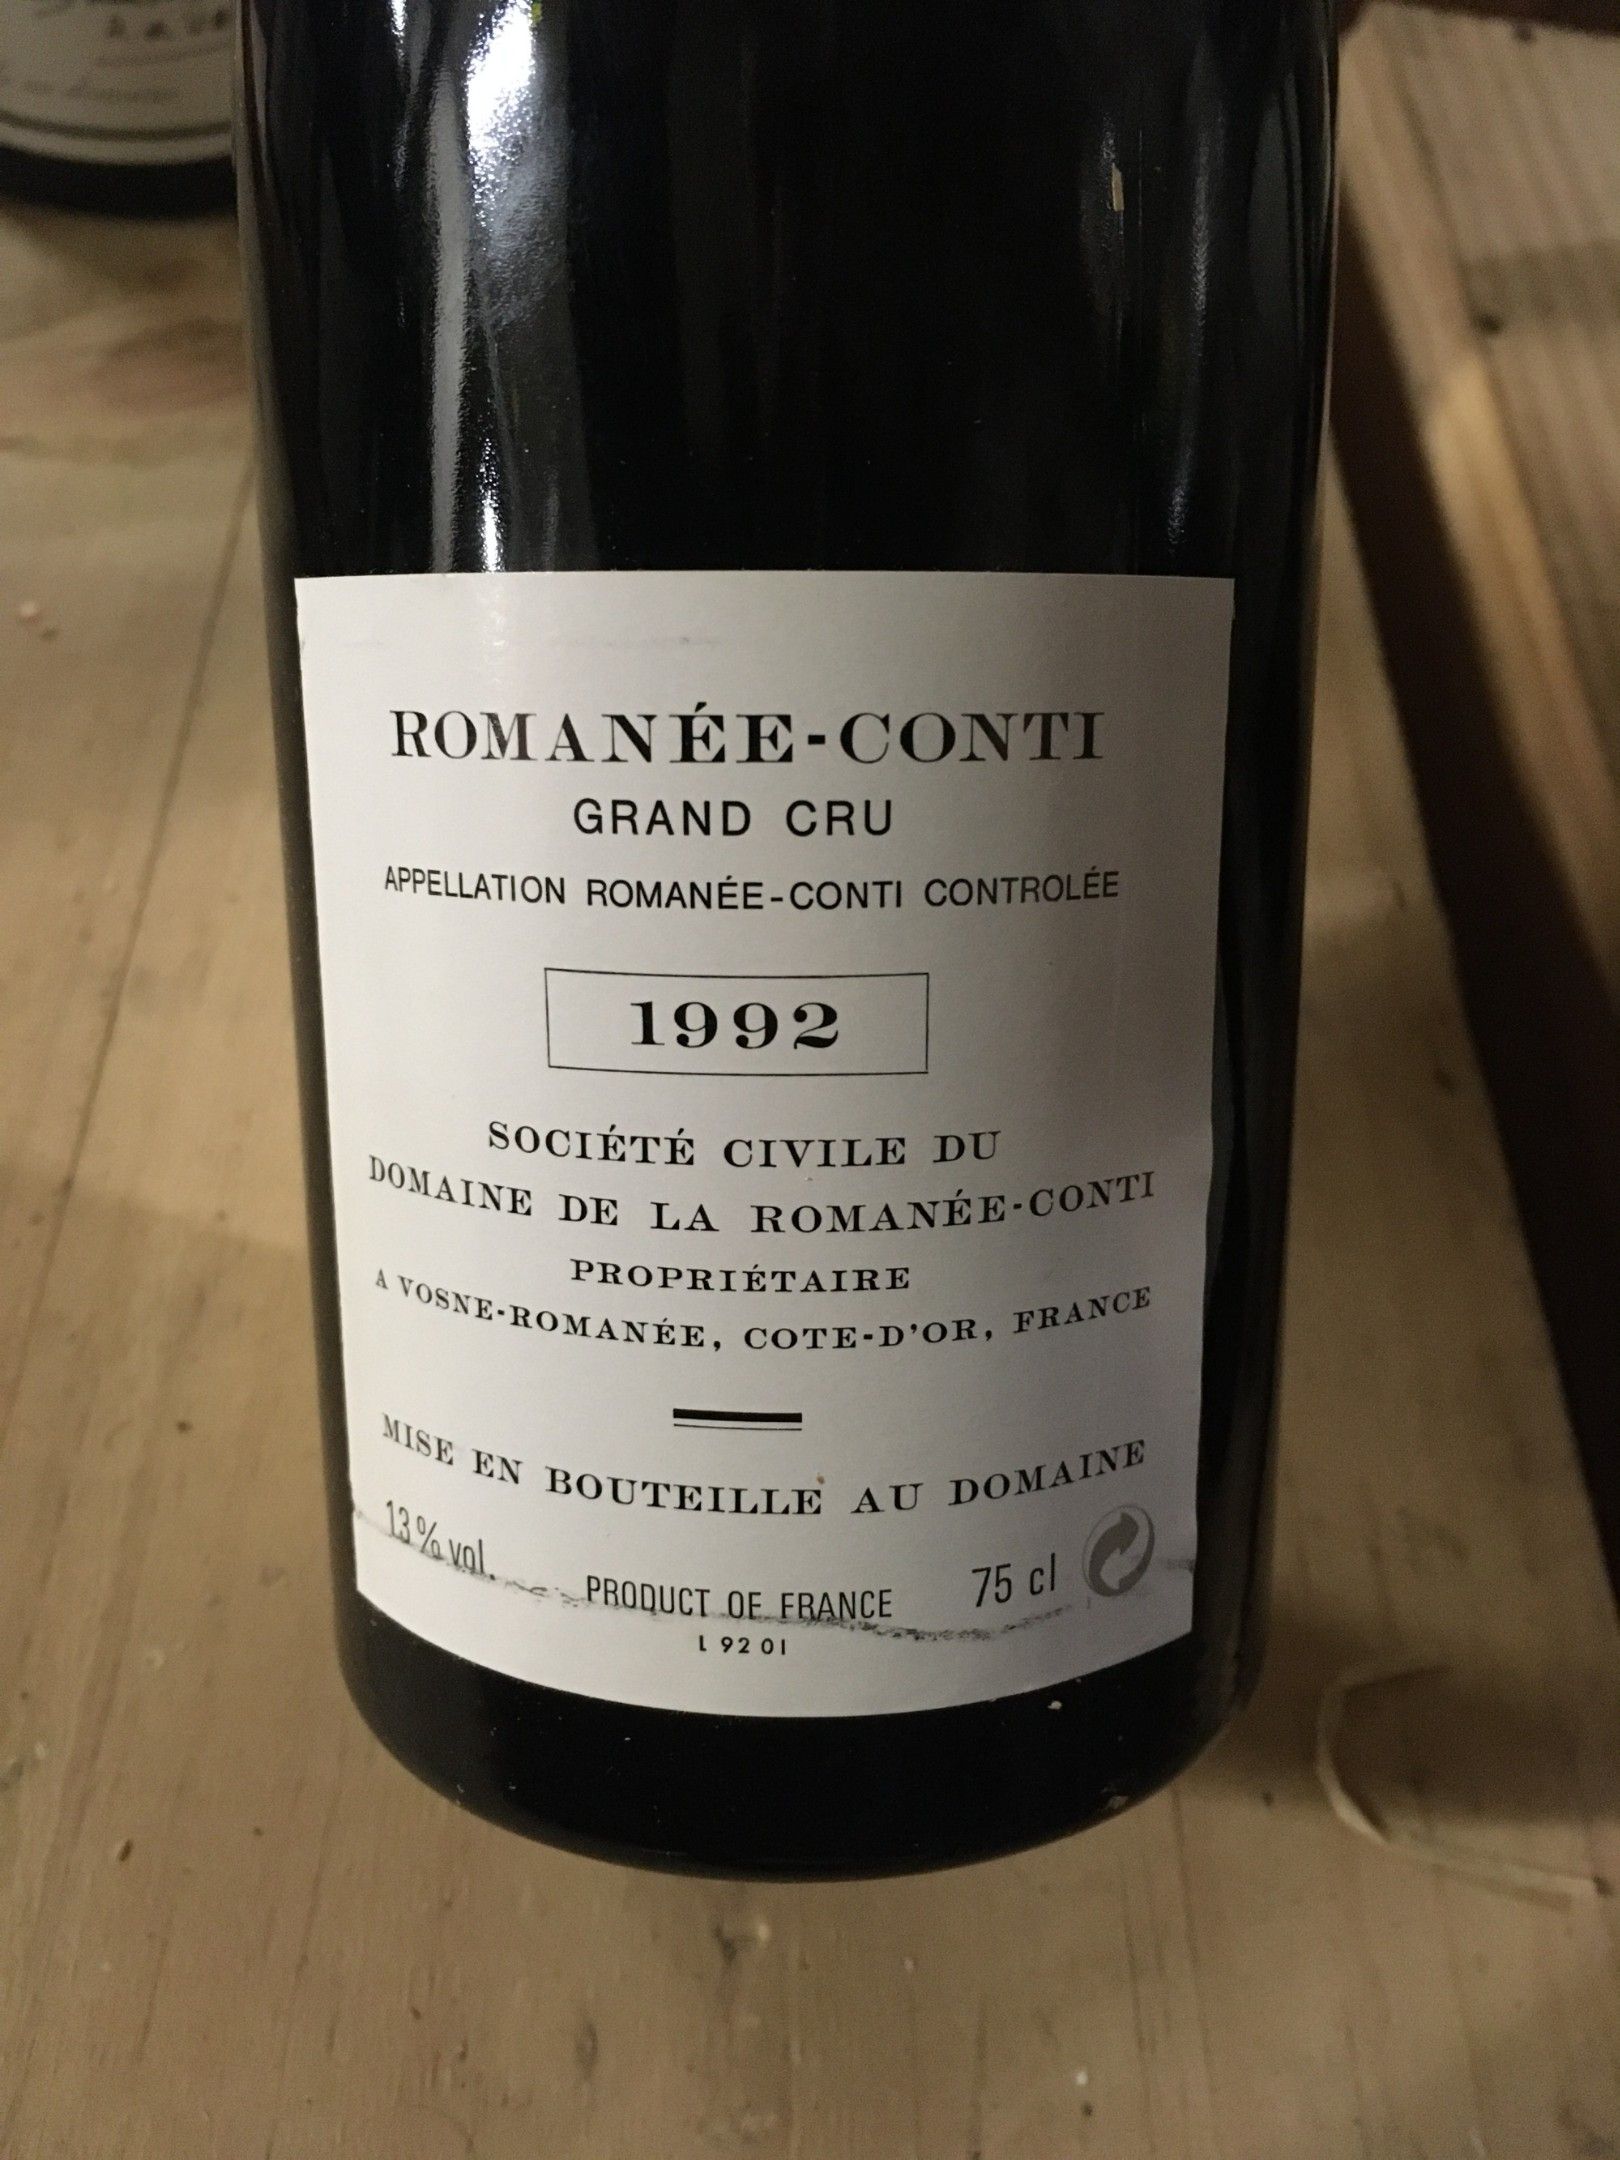 ROMANÉE-CONTI
GRAND CRU
APPELLATION ROMANÉE-CONTI CONTROLÉE
1992
SOCIÉTÉ CIVILE DU
DOMAINE DE LA ROMANÉE-CONTI
PROPRIÉTAIRE
A VOSNE-ROMANÉE, COTE-D'OR, FRANCE
MISE EN BOUTEILLE AU DOMAINE
13% vol. PRODUCT OF FRANCE 75 cl
L 92 01